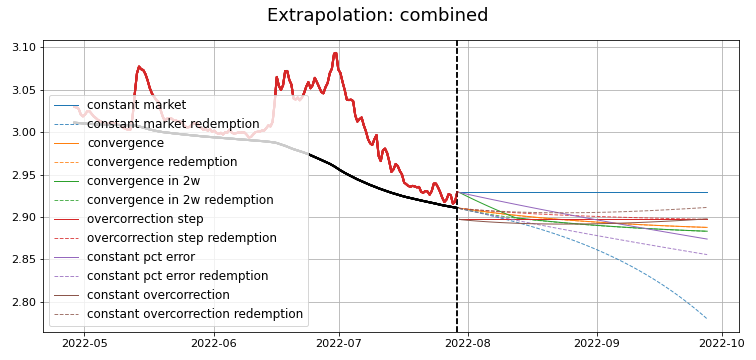 Extrapolation: combined
3.10
3.05
3.00
2.95
2.90
2.85
2.80
constant market
constant market redemption
convergence
convergence redemption
convergence in 2w
convergence in 2w redemption
overcorrection step
overcorrection step redemption
constant pct error
constant pct error redemption
constant overcorrection
constant overcorrection redemption
2022-05 2022-06 2022-07 2022-08 2022-09 2022-10